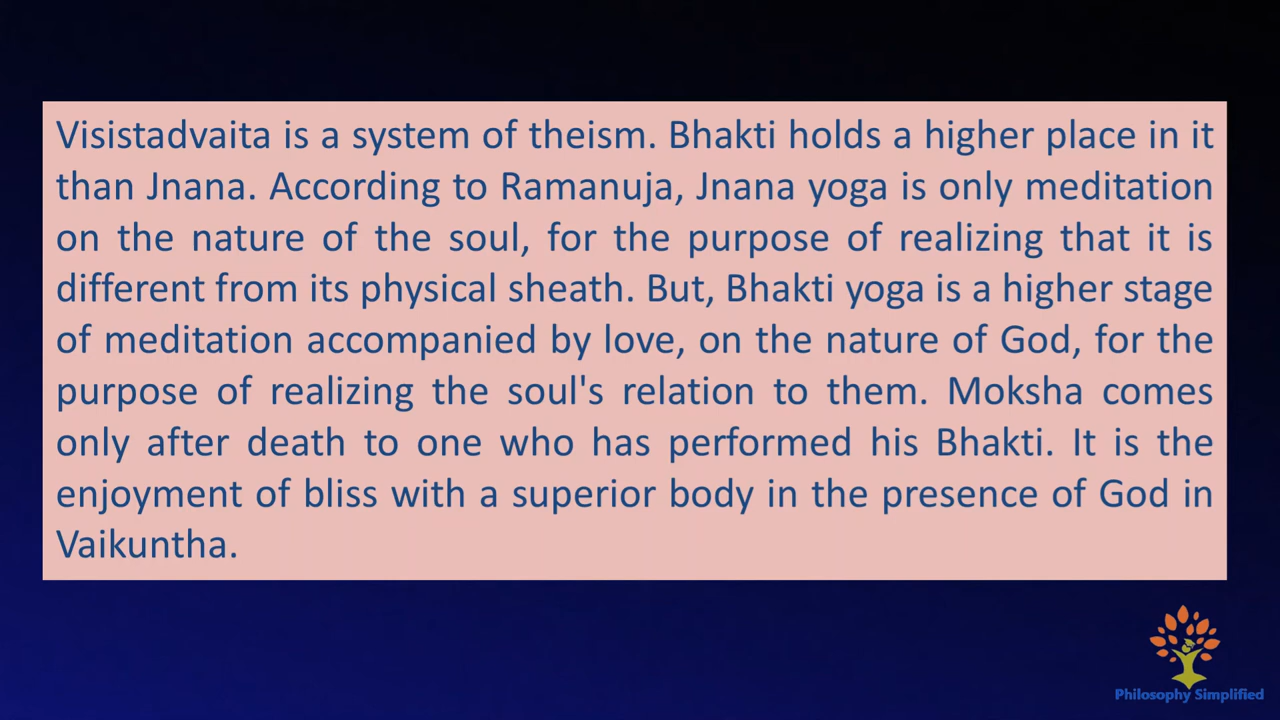 Visistadvaita is a system of theism. Bhakti holds a higher place in it
than Jnana. According to Ramanuja, Jnana yoga is only meditation
on the nature of the soul, for the purpose of realizing that it is
different from its physical sheath. But, Bhakti yoga is a higher stage
of meditation accompanied by love, on the nature of God, for the
purpose of realizing the soul's relation to them. Moksha comes
only after death to one who has performed his Bhakti. It is the
enjoyment of bliss with a superior body in the presence of God in
Vaikuntha.
Philosophy Simplified